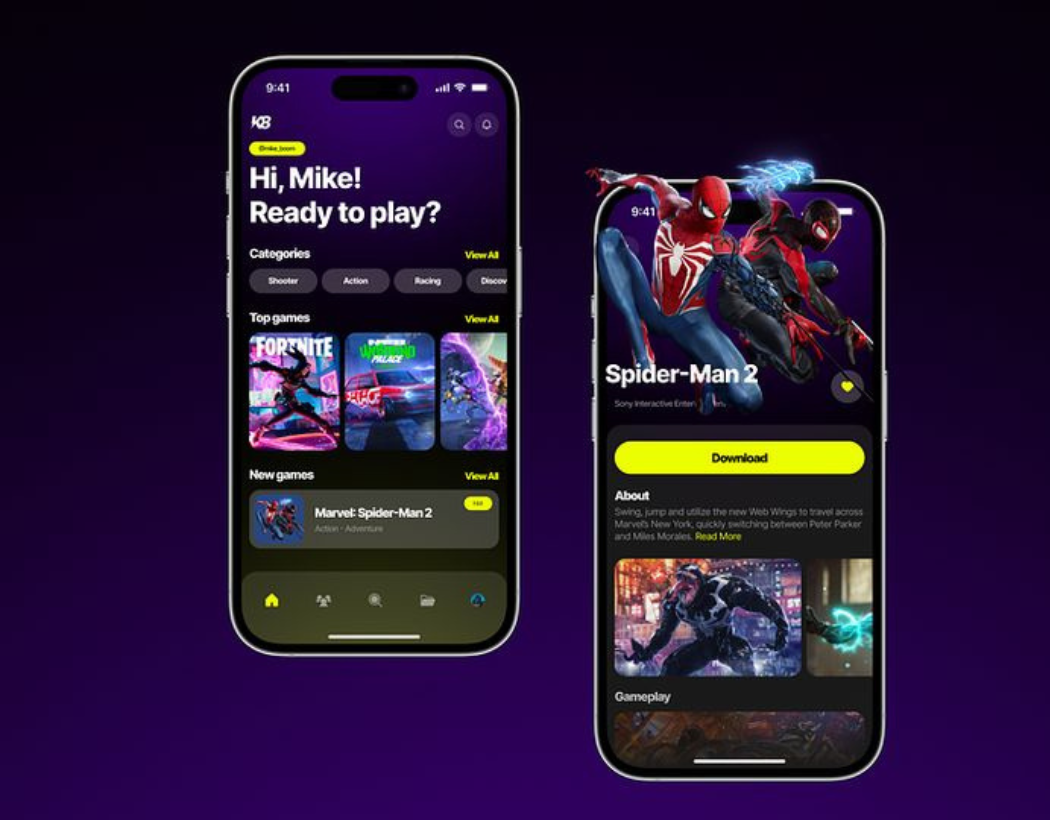 9:41
KB
@mike_boom
Hi, Mike!
Ready to play?
Categories
View All
Shooter
Action
Racing
Discov
Top games
View All
FORTNITE
PALACE
New games
View All
Marvel: Spider-Man 2
Action · Adventure
9:41
Spider-Man 2
Sony Interactive
Download
About
Swing, jump and utilize the new Web Wings to travel across
Marvel's New York, quickly switching between Peter Parker
and Miles Morales. Read More
Gameplay